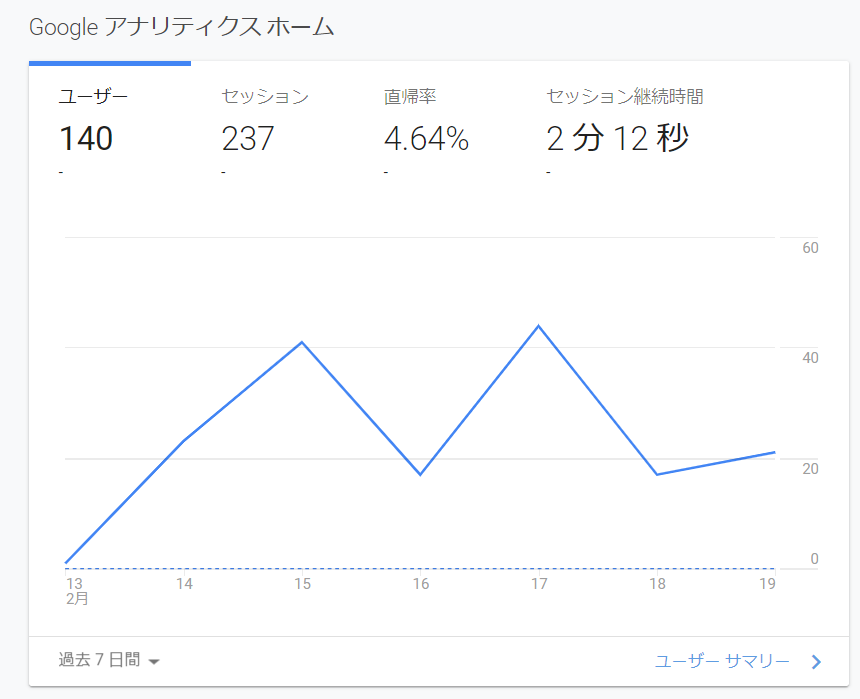 Google アナリティクス ホーム
ユーザー セッション 直帰率 セッション継続時間
140 237 4.64% 2 分 12 秒
- - - -
60
40
20
0
13 14 15 16 17 18 19
2月
過去 7 日間 ユーザー サマリー